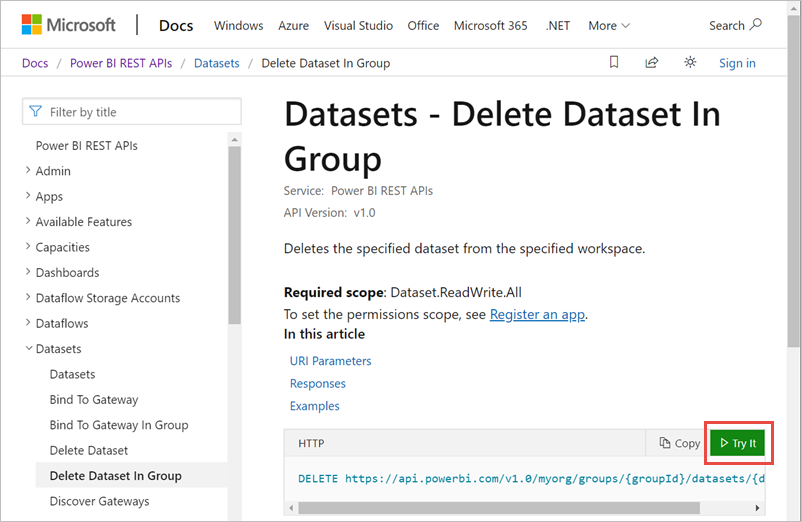 Microsoft Docs Windows Azure Visual Studio Office Microsoft 365 .NET More Search
Docs / Power BI REST APIs / Datasets / Delete Dataset In Group Sign in
Filter by title
Power BI REST APIs
Admin
Apps
Available Features
Capacities
Dashboards
Dataflow Storage Accounts
Dataflows
Datasets
Datasets
Bind To Gateway
Bind To Gateway In Group
Delete Dataset
Delete Dataset In Group
Discover Gateways
Datasets - Delete Dataset In
Group
Service: Power BI REST APIs
API Version: v1.0
Deletes the specified dataset from the specified workspace.
Required scope: Dataset.ReadWrite.All
To set the permissions scope, see Register an app.
In this article
URI Parameters
Responses
Examples
HTTP Copy Try It
DELETE https://api.powerbi.com/v1.0/myorg/groups/{groupId}/datasets/{d